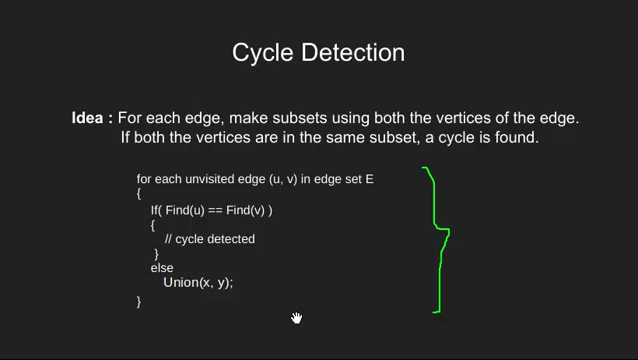 Cycle Detection
Idea : For each edge, make subsets using both the vertices of the edge.
If both the vertices are in the same subset, a cycle is found.
for each unvisited edge (u, v) in edge set E
{
If( Find(u) == Find(v) )
{
// cycle detected
}
else
Union(x, y);
}